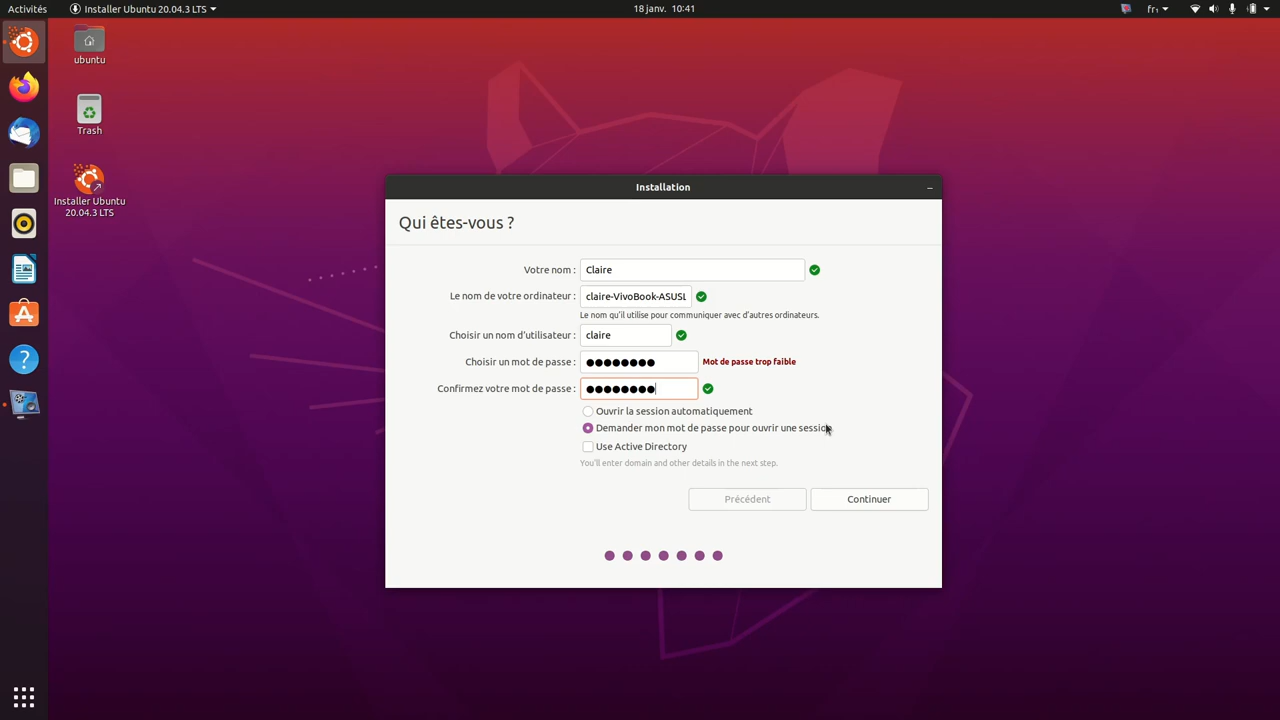 Activités
Installer Ubuntu 20.04.3 LTS
18 janv. 10:41
fr₁
ubuntu
Trash
Installer Ubuntu
20.04.3 LTS
Installation
Qui êtes-vous ?
Votre nom : Claire
Le nom de votre ordinateur : claire-VivoBook-ASUSL
Le nom qu'il utilise pour communiquer avec d'autres ordinateurs.
Choisir un nom d'utilisateur : claire
Choisir un mot de passe : ●●●●●●●● Mot de passe trop faible
Confirmez votre mot de passe : ●●●●●●●●
Ouvrir la session automatiquement
Demander mon mot de passe pour ouvrir une session
Use Active Directory
You'll enter domain and other details in the next step.
Précédent
Continuer